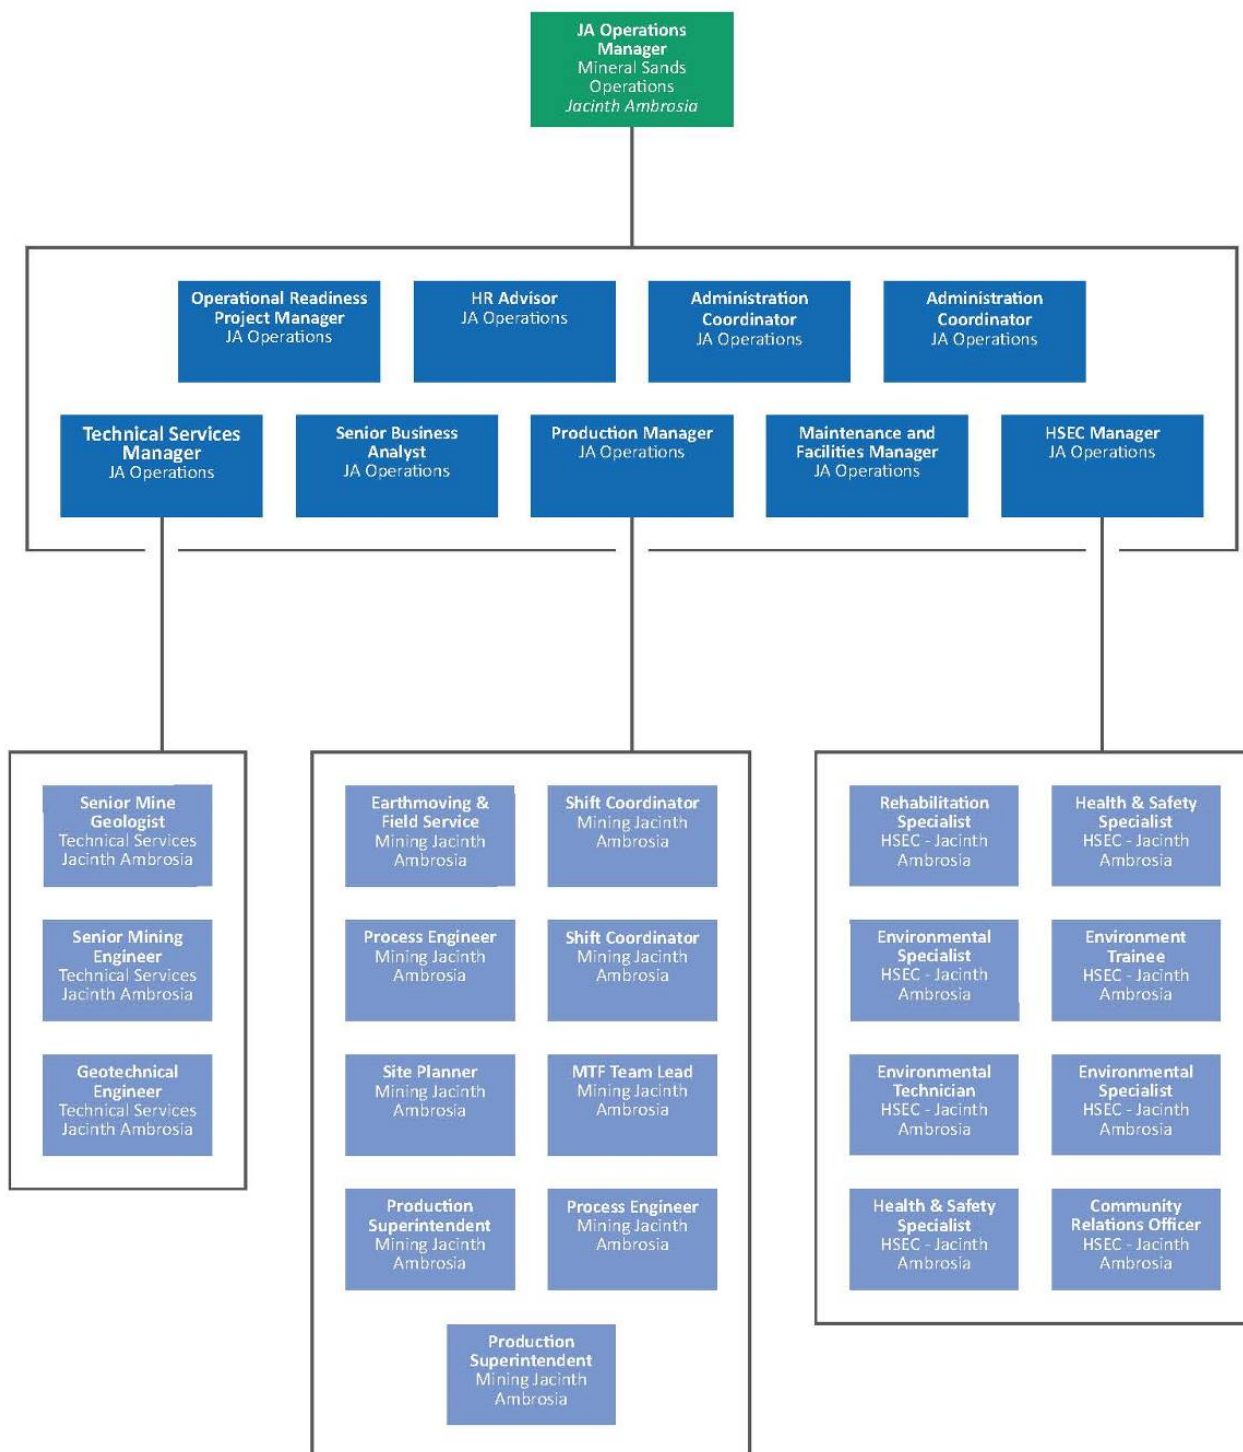 JA Operations
Manager
Mineral Sands
Operations
Jacinth Ambrosia
Operational Readiness
Project Manager
JA Operations
HR Advisor
JA Operations
Administration
Coordinator
JA Operations
Administration
Coordinator
JA Operations
Technical Services
Manager
JA Operations
Senior Business
Analyst
JA Operations
Production Manager
JA Operations
Maintenance and
Facilities Manager
JA Operations
HSEC Manager
JA Operations
Senior Mine
Geologist
Technical Services
Jacinth Ambrosia
Senior Mining
Engineer
Technical Services
Jacinth Ambrosia
Geotechnical
Engineer
Technical Services
Jacinth Ambrosia
Earthmoving &
Field Service
Mining Jacinth
Ambrosia
Shift Coordinator
Mining Jacinth
Ambrosia
Process Engineer
Mining Jacinth
Ambrosia
Shift Coordinator
Mining Jacinth
Ambrosia
Site Planner
Mining Jacinth
Ambrosia
MTF Team Lead
Mining Jacinth
Ambrosia
Production
Superintendent
Mining Jacinth
Ambrosia
Process Engineer
Mining Jacinth
Ambrosia
Production
Superintendent
Mining Jacinth
Ambrosia
Rehabilitation
Specialist
HSEC - Jacinth
Ambrosia
Health & Safety
Specialist
HSEC - Jacinth
Ambrosia
Environmental
Specialist
HSEC - Jacinth
Ambrosia
Environment
Trainee
HSEC - Jacinth
Ambrosia
Environmental
Technician
HSEC - Jacinth
Ambrosia
Environmental
Specialist
HSEC - Jacinth
Ambrosia
Health & Safety
Specialist
HSEC - Jacinth
Ambrosia
Community
Relations Officer
HSEC - Jacinth
Ambrosia